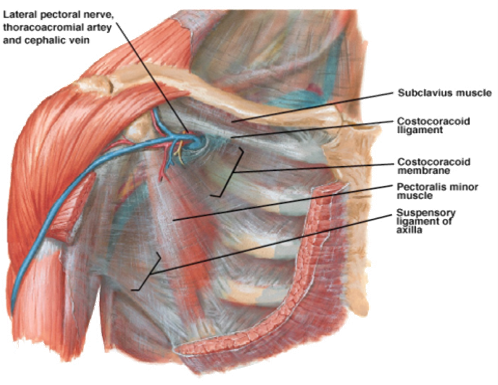 Lateral pectoral nerve,
thoracoacromial artey
and cephalic vein
Subclavius muscle
Costocoracoid
lligament
Costocoracoid
membrane
Pectoralis minor
muscle
Suspensory
ligament of
axilla